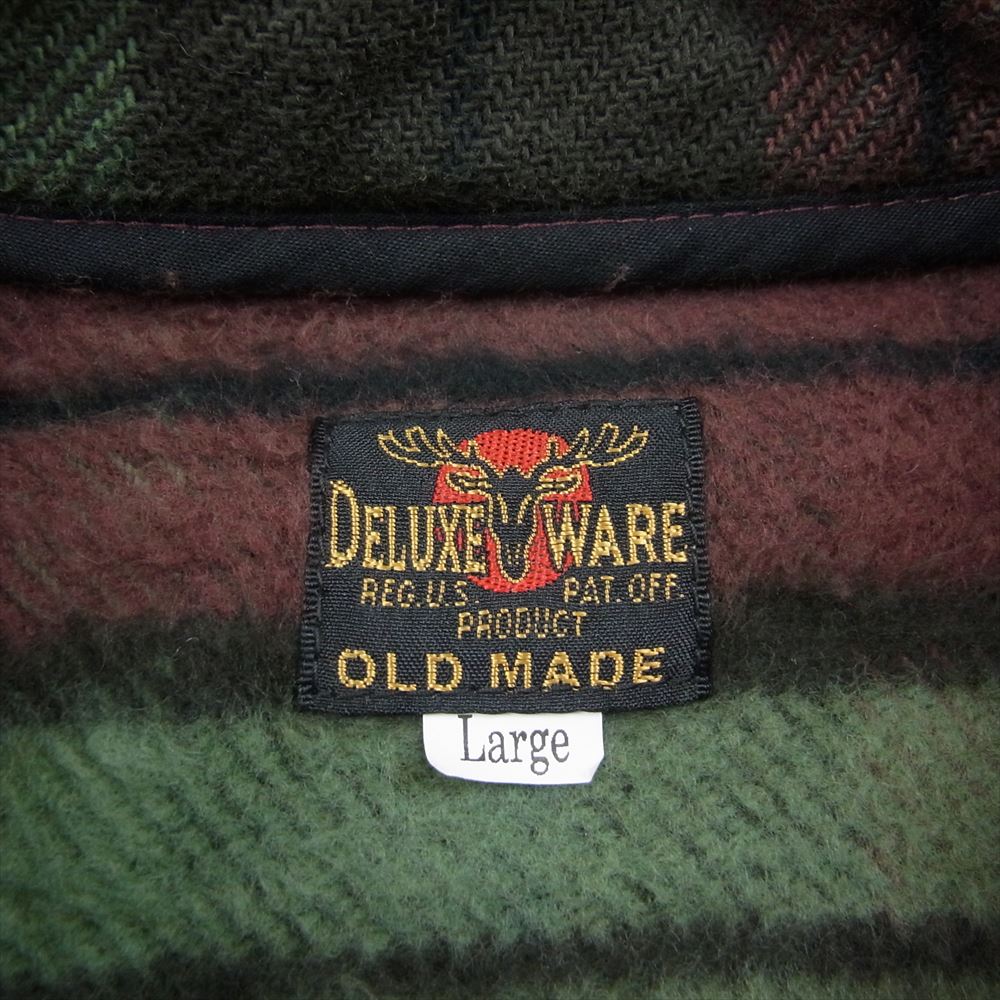 DELUXE WARE
REG. U.S PAT. OFF.
PRODUCT
OLD MADE
Large